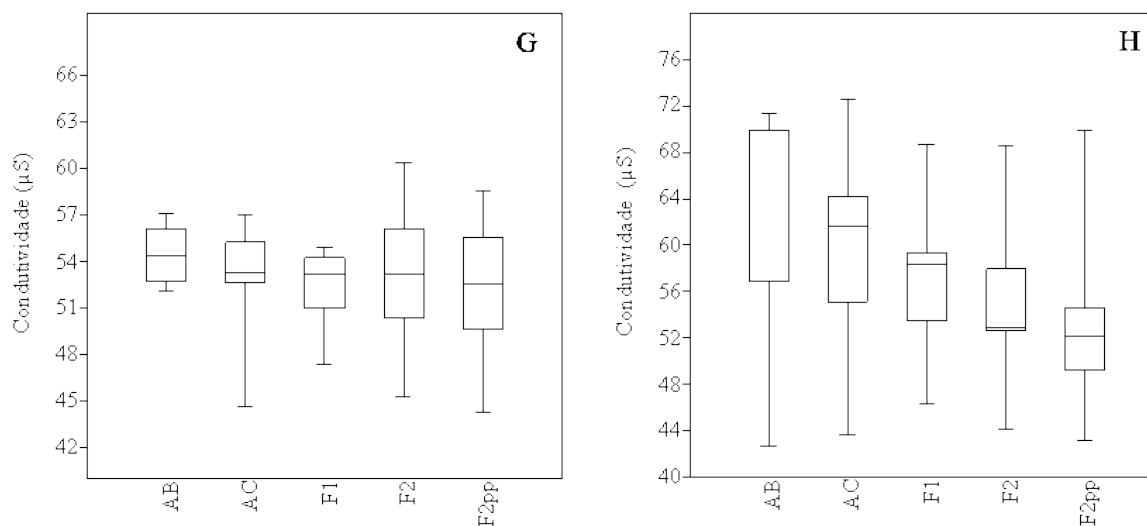 G
Condutividade (µS)
66
63
60
57
54
51
48
45
42
AB
AC
F1
F2
F2pp
H
Condutividade (µS)
76
72
68
64
60
56
52
48
44
40
AB
AC
F1
F2
F2pp